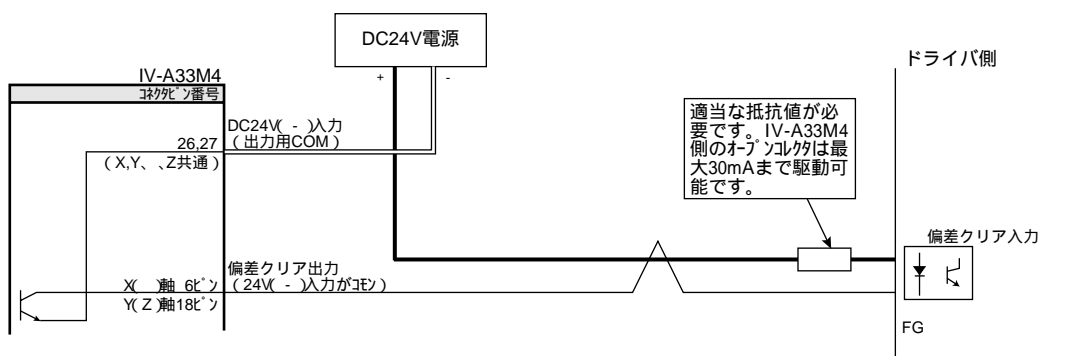 DC24V電源
+ -
ドライバ側
IV-A33M4
コネクタピン番号
DC24V( - )入力
26,27
(出力用COM)
(X,Y、 、Z共通)
適当な抵抗値が必
要です。IV-A33M4
側のオープンコレクタは最
大30mAまで駆動可
能です。
偏差クリア入力
偏差クリア出力
X( )軸 6ピン
(24V( - )入力がコモン)
Y(Z)軸18ピン
FG